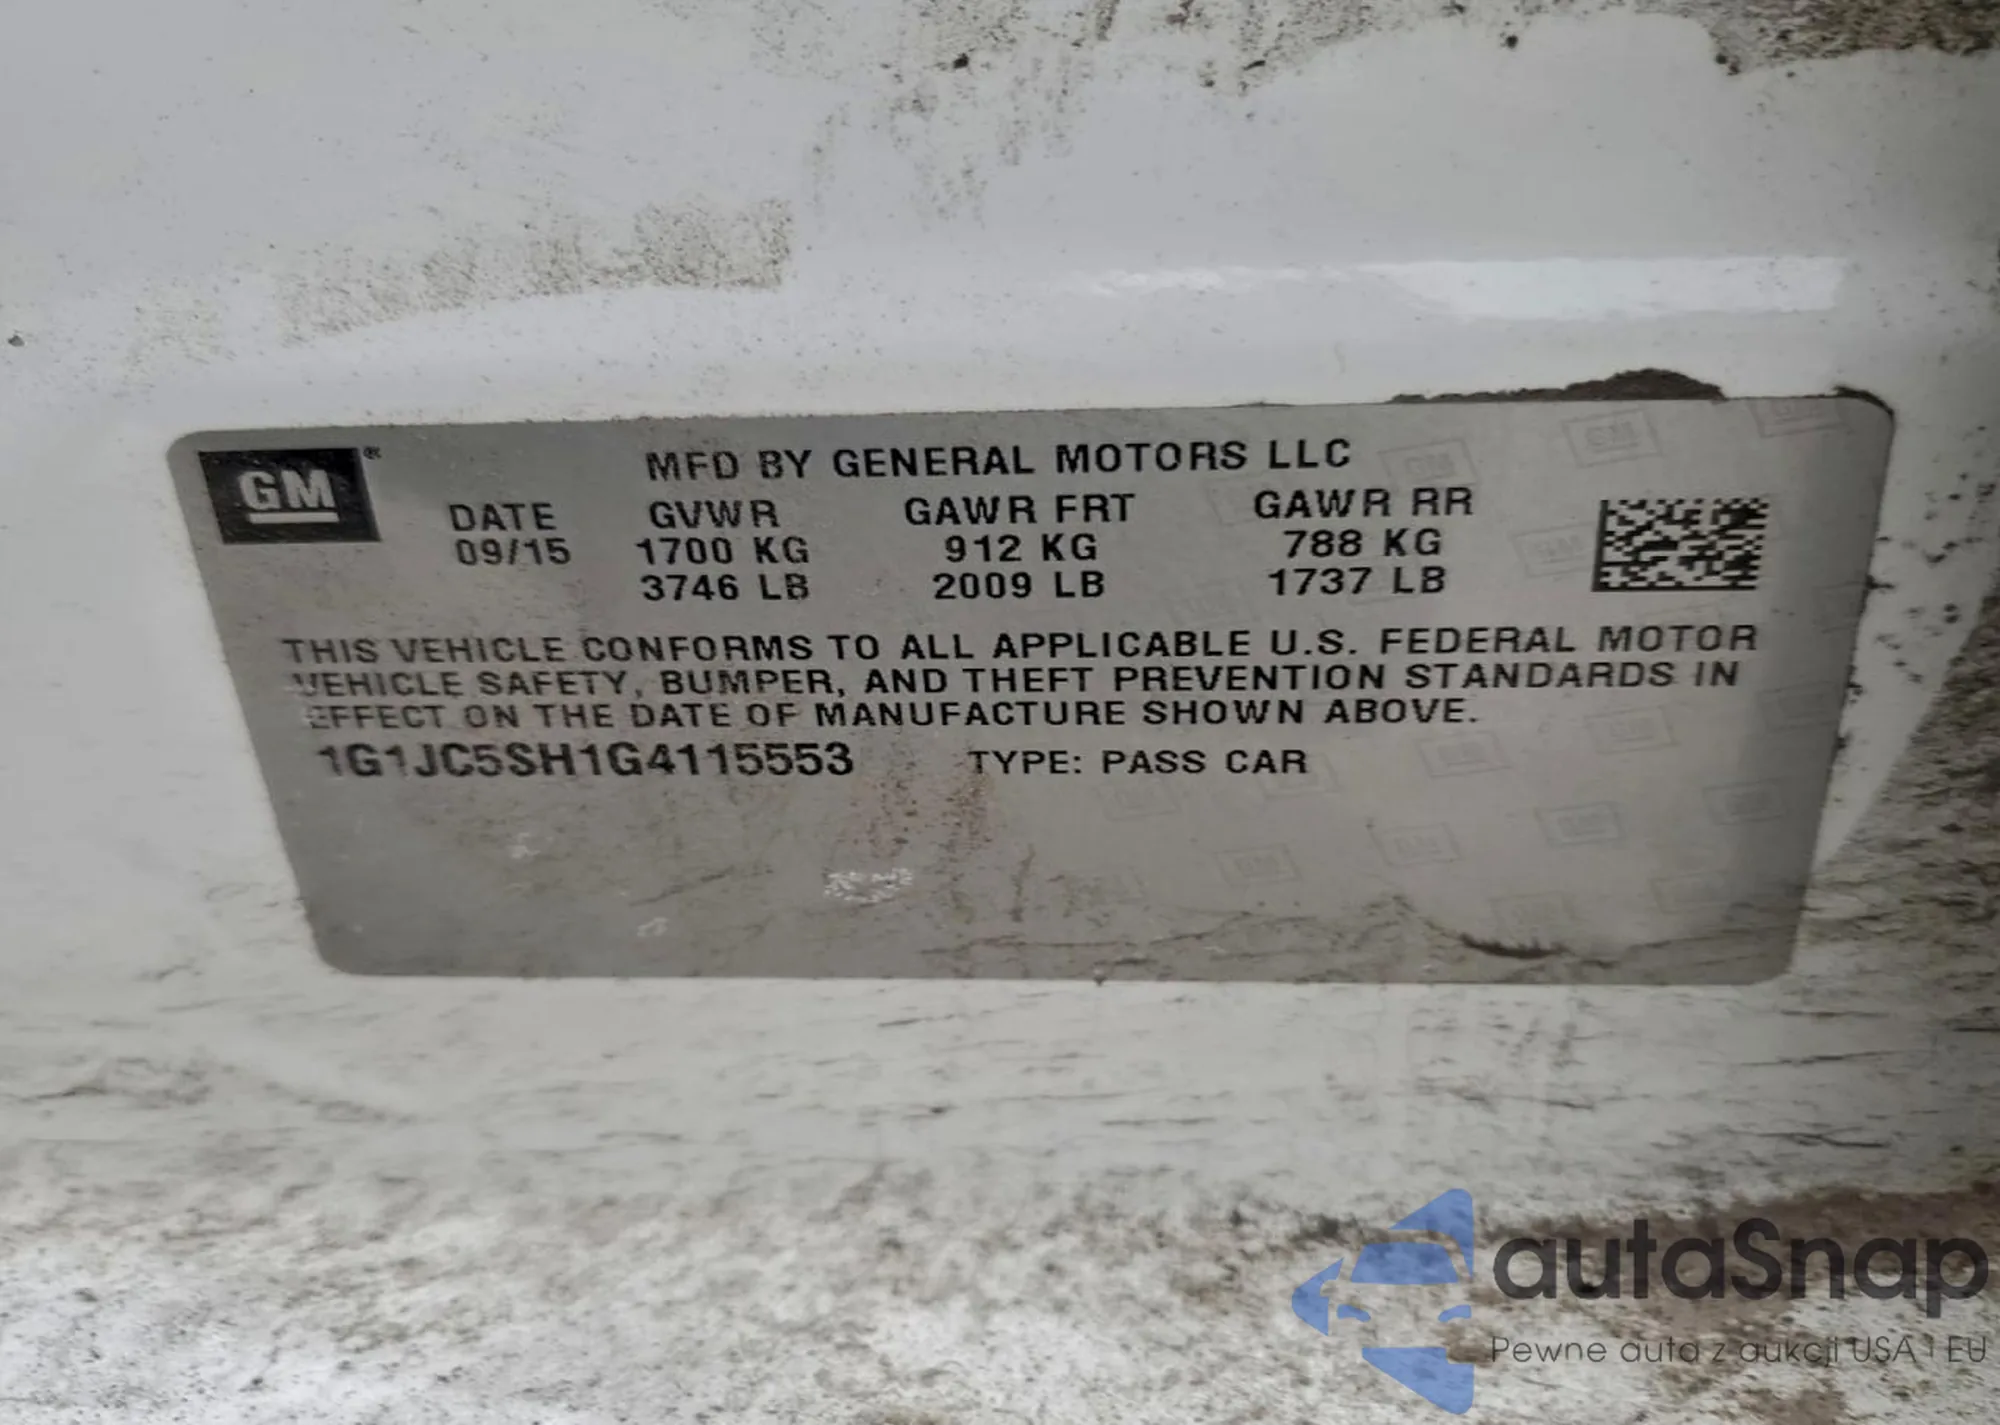 GM®
MFD BY GENERAL MOTORS LLC
DATE GVWR GAWR FRT GAWR RR
09/15 1700 KG 912 KG 788 KG
3746 LB 2009 LB 1737 LB
THIS VEHICLE CONFORMS TO ALL APPLICABLE U.S. FEDERAL MOTOR
VEHICLE SAFETY, BUMPER, AND THEFT PREVENTION STANDARDS IN
EFFECT ON THE DATE OF MANUFACTURE SHOWN ABOVE.
1G1JC5SH1G4115553 TYPE: PASS CAR
autaSnap
Pewne auta z aukcji USA i EU